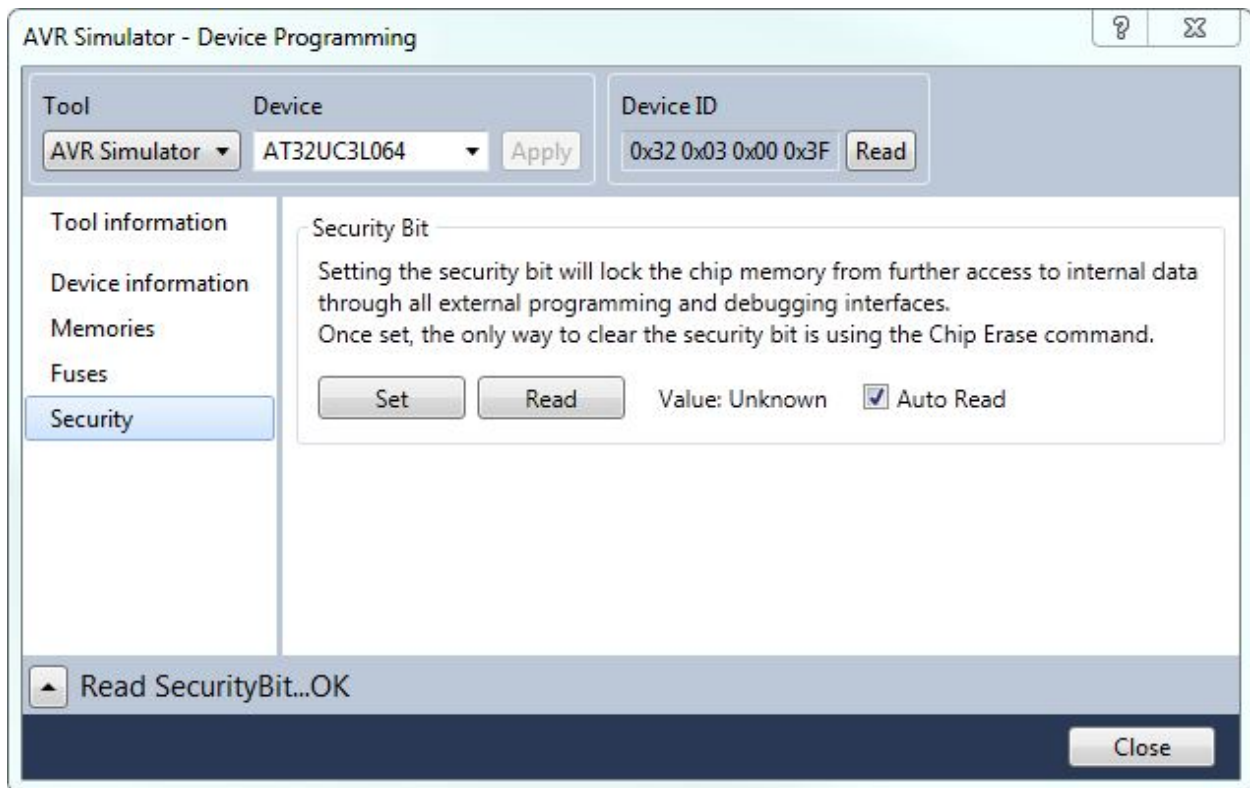 AVR Simulator - Device Programming
Tool
Device
Device ID
AVR Simulator
AT32UC3L064
Apply
0x32 0x03 0x00 0x3F
Read
Tool information
Device information
Memories
Fuses
Security
Security Bit
Setting the security bit will lock the chip memory from further access to internal data
through all external programming and debugging interfaces.
Once set, the only way to clear the security bit is using the Chip Erase command.
Set
Read
Value: Unknown
Auto Read
Read SecurityBit...OK
Close